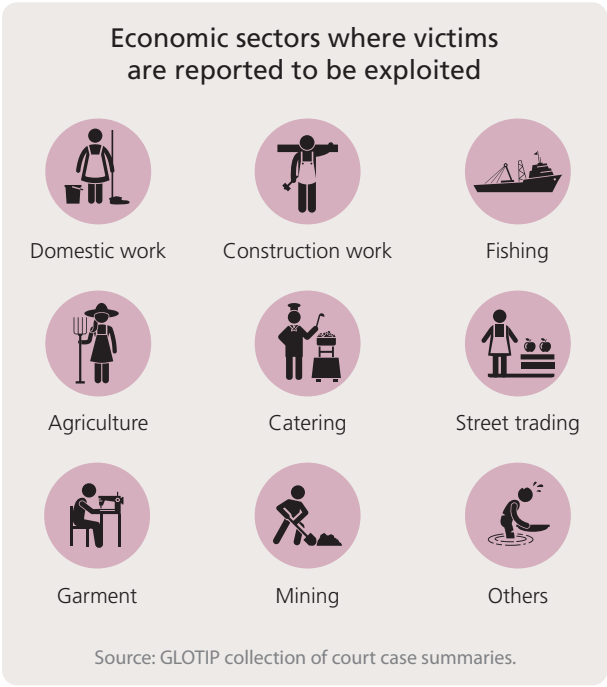 Economic sectors where victims
are reported to be exploited
Domestic work
Construction work
Fishing
Agriculture
Catering
Street trading
Garment
Mining
Others
Source: GLOTIP collection of court case summaries.